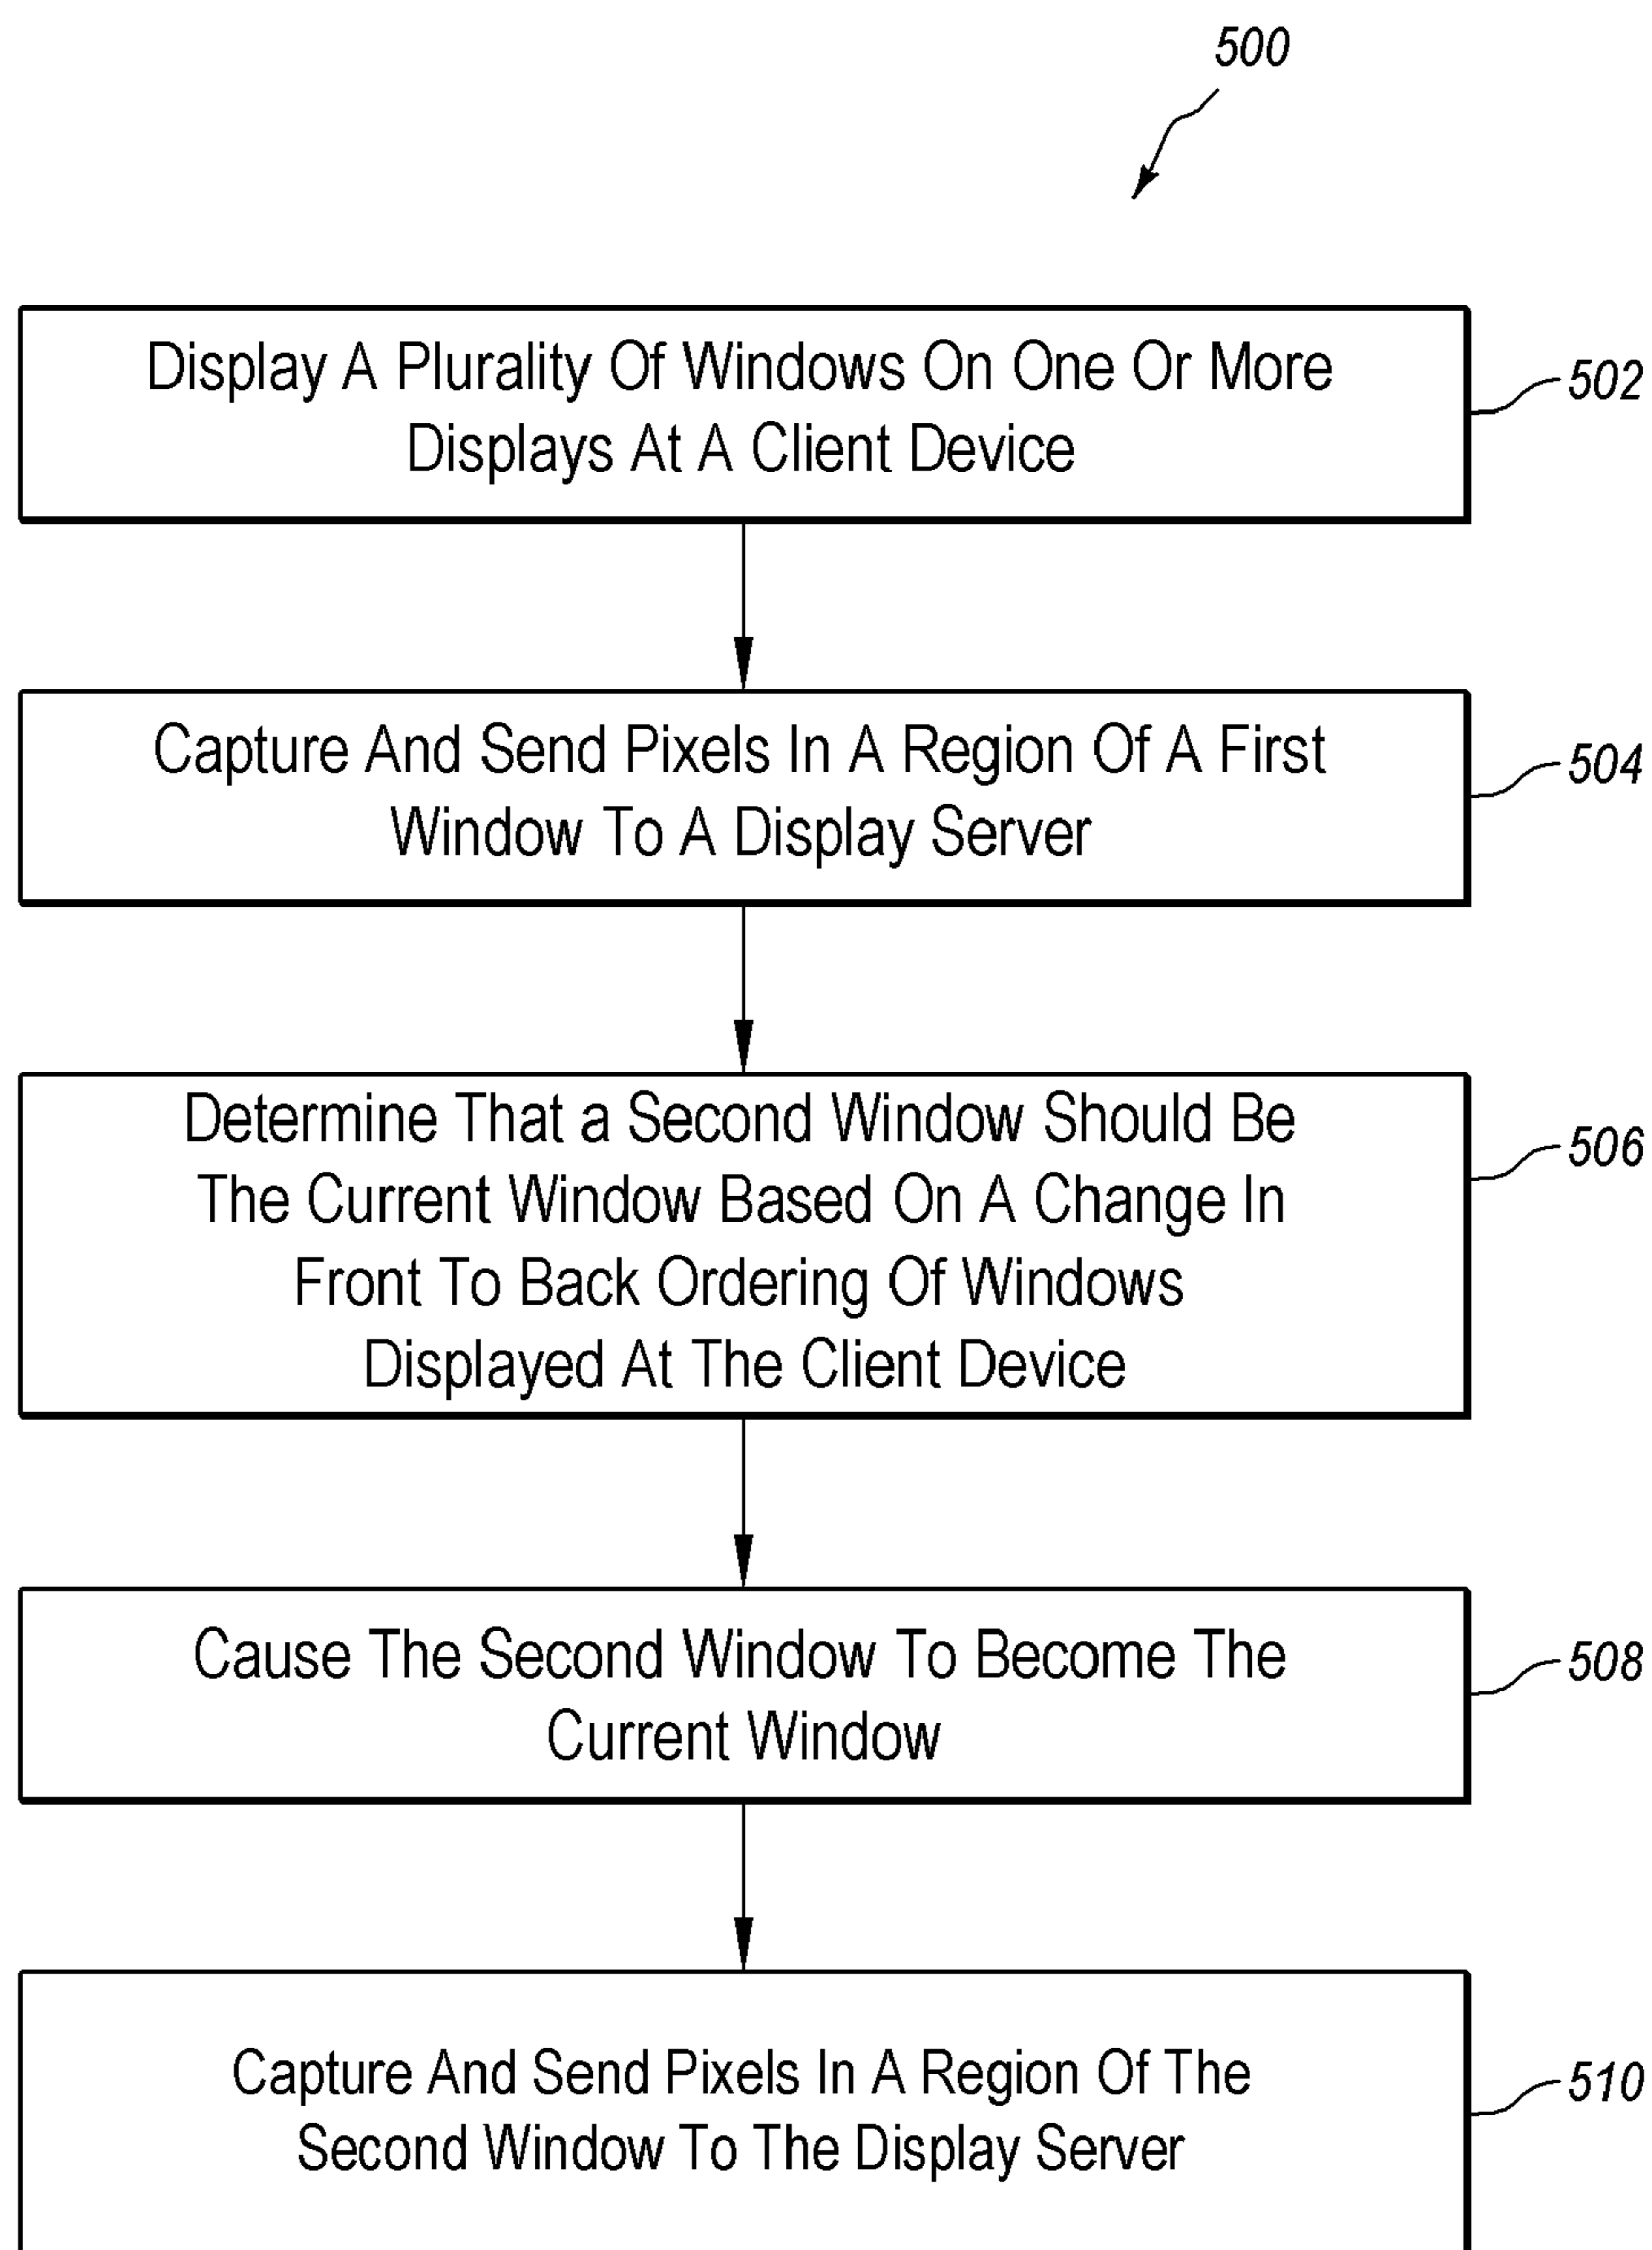 500
Display A Plurality Of Windows On One Or More
Displays At A Client Device
502
Capture And Send Pixels In A Region Of A First
Window To A Display Server
504
Determine That a Second Window Should Be
The Current Window Based On A Change In
Front To Back Ordering Of Windows
Displayed At The Client Device
506
Cause The Second Window To Become The
Current Window
508
Capture And Send Pixels In A Region Of The
Second Window To The Display Server
510